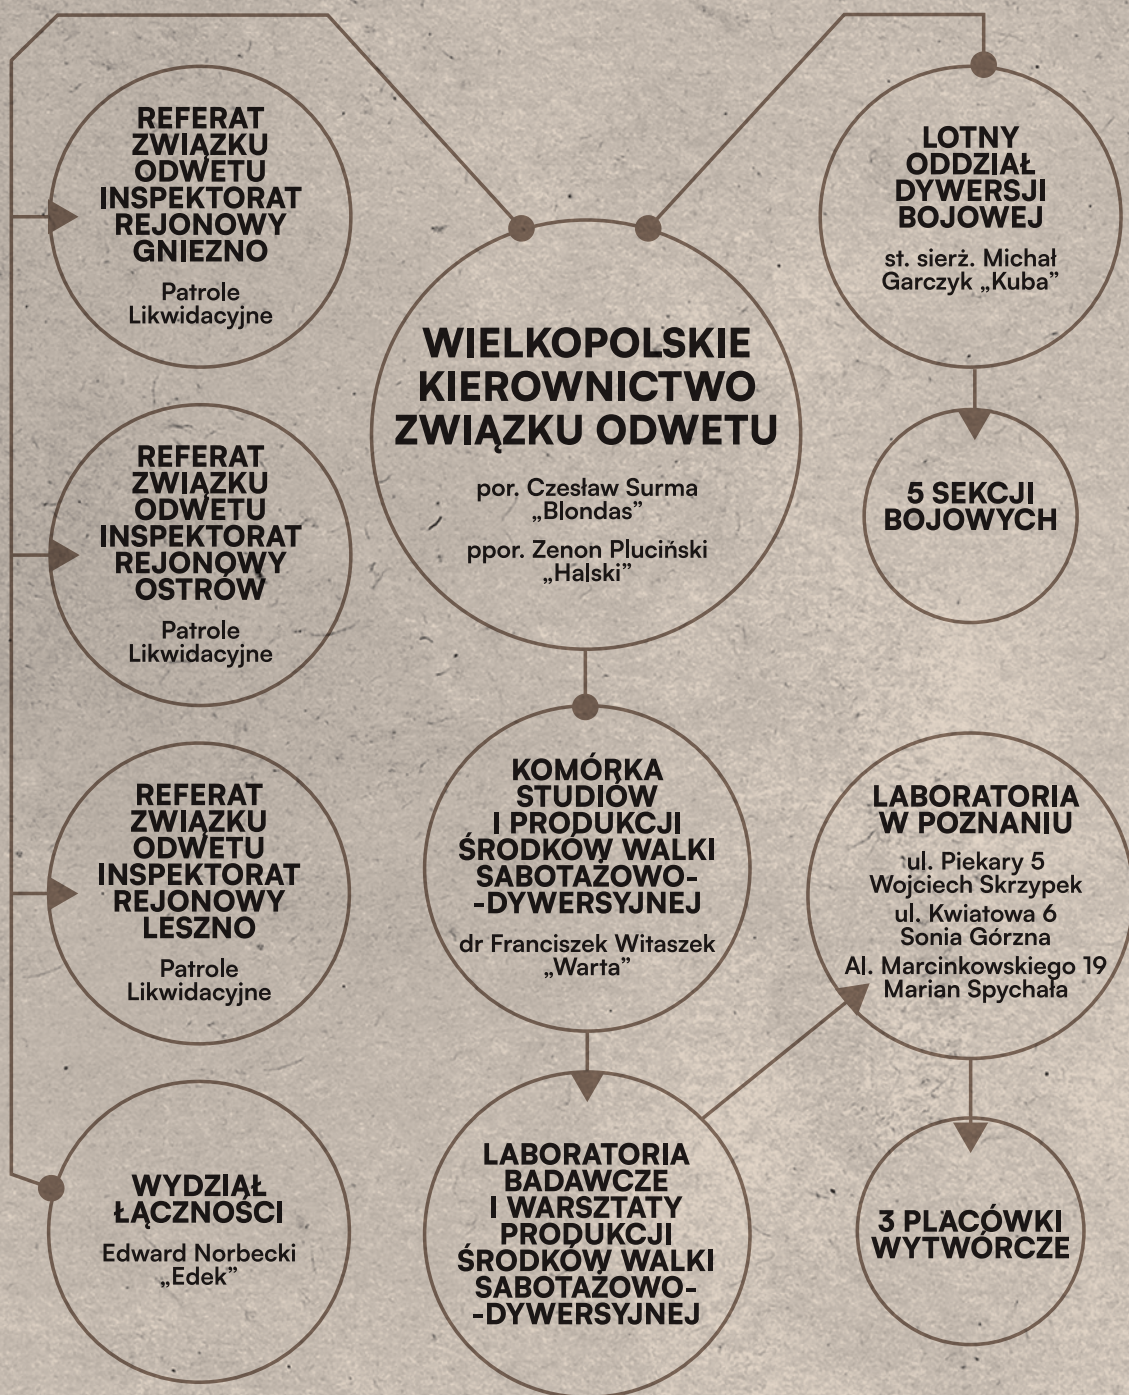 REFERAT
ZWIĄZKU
ODWETU
INSPEKTORAT
REJONOWY
GNIEZNO
Patrole
Likwidacyjne
REFERAT
ZWIĄZKU
ODWETU
INSPEKTORAT
REJONOWY
OSTRÓW
Patrole
Likwidacyjne
REFERAT
ZWIĄZKU
ODWETU
INSPEKTORAT
REJONOWY
LESZNO
Patrole
Likwidacyjne
WYDZIAŁ
ŁĄCZNOŚCI
Edward Norbecki
„Edek”
WIELKOPOLSKIE
KIEROWNICTWO
ZWIĄZKU ODWETU
por. Czesław Surma
„Blondas”
ppor. Zenon Pluciński
„Halski”
KOMÓRKA
STUDIÓW
I PRODUKCJI
ŚRODKÓW WALKI
SABOTAŻOWO-
-DYWERSYJNEJ
dr Franciszek Witaszek
„Warta”
LABORATORIA
BADAWCZE
I WARSZTATY
PRODUKCJI
ŚRODKÓW WALKI
SABOTAŻOWO-
-DYWERSYJNEJ
LOTNY
ODDZIAŁ
DYWERSJI
BOJOWEJ
st. sierż. Michał
Garczyk „Kuba”
5 SEKCJI
BOJOWYCH
LABORATORIA
W POZNANIU
ul. Piekary 5
Wojciech Skrzypek
ul. Kwiatowa 6
Sonia Górzna
Al. Marcinkowskiego 19
Marian Spychała
3 PLACÓWKI
WYTWÓRCZE